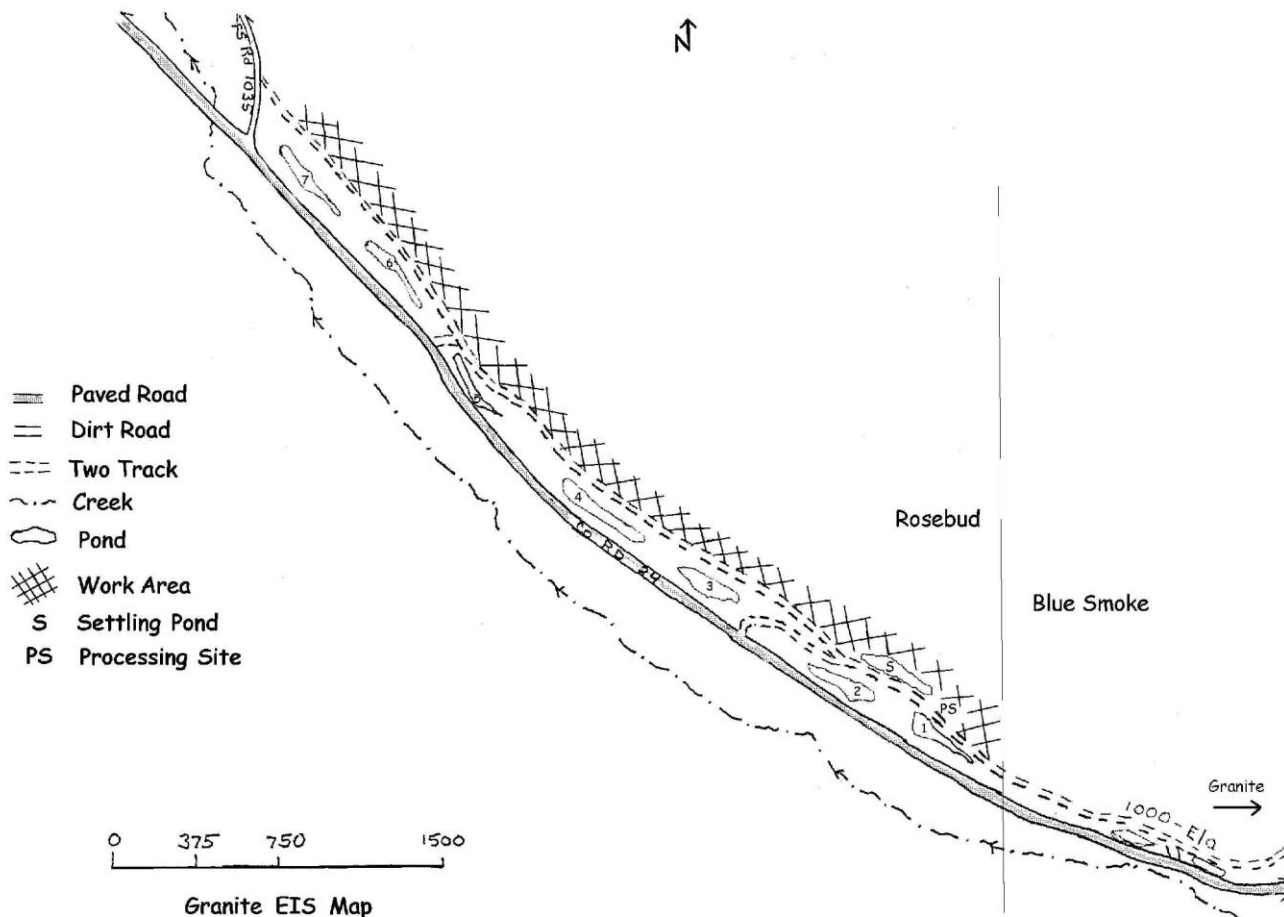 N
FS Rd 1035
7
6
5
4
Co RD 24
3
Rosebud
Blue Smoke
S
2
PS
1
Granite
1000-E/a
Paved Road
Dirt Road
Two Track
Creek
Pond
Work Area
S Settling Pond
PS Processing Site
0 375 750 1500
Granite EIS Map